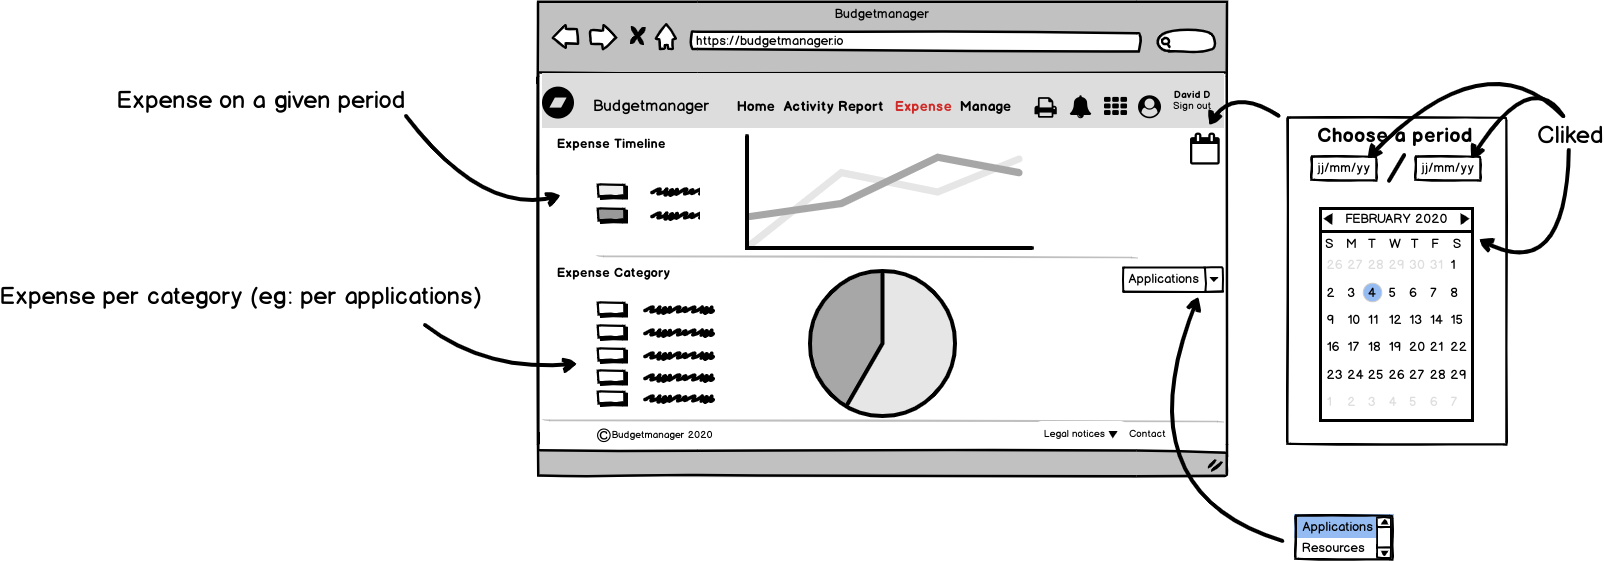 Budgetmanager
https://budgetmanager.io
Budgetmanager Home Activity Report Expense Manage
David D
Sign out
Expense on a given period
Expense Timeline
Expense Category
Applications
Expense per category (eg: per applications)
©Budgetmanager 2020
Legal notices Contact
Choose a period
jj/mm/yy / jj/mm/yy
Cliked
FEBRUARY 2020
S M T W T F S
26 27 28 29 30 31 1
2 3 4 5 6 7 8
9 10 11 12 13 14 15
16 17 18 19 20 21 22
23 24 25 26 27 28 29
1 2 3 4 5 6 7
Applications
Resources